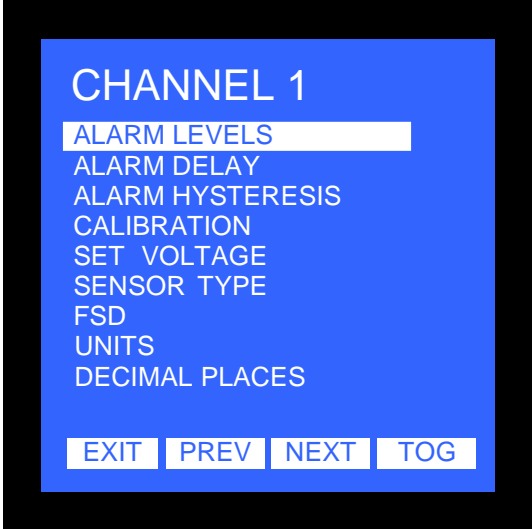 CHANNEL 1
ALARM LEVELS
ALARM DELAY
ALARM HYSTERESIS
CALIBRATION
SET VOLTAGE
SENSOR TYPE
FSD
UNITS
DECIMAL PLACES
EXIT PREV NEXT TOG